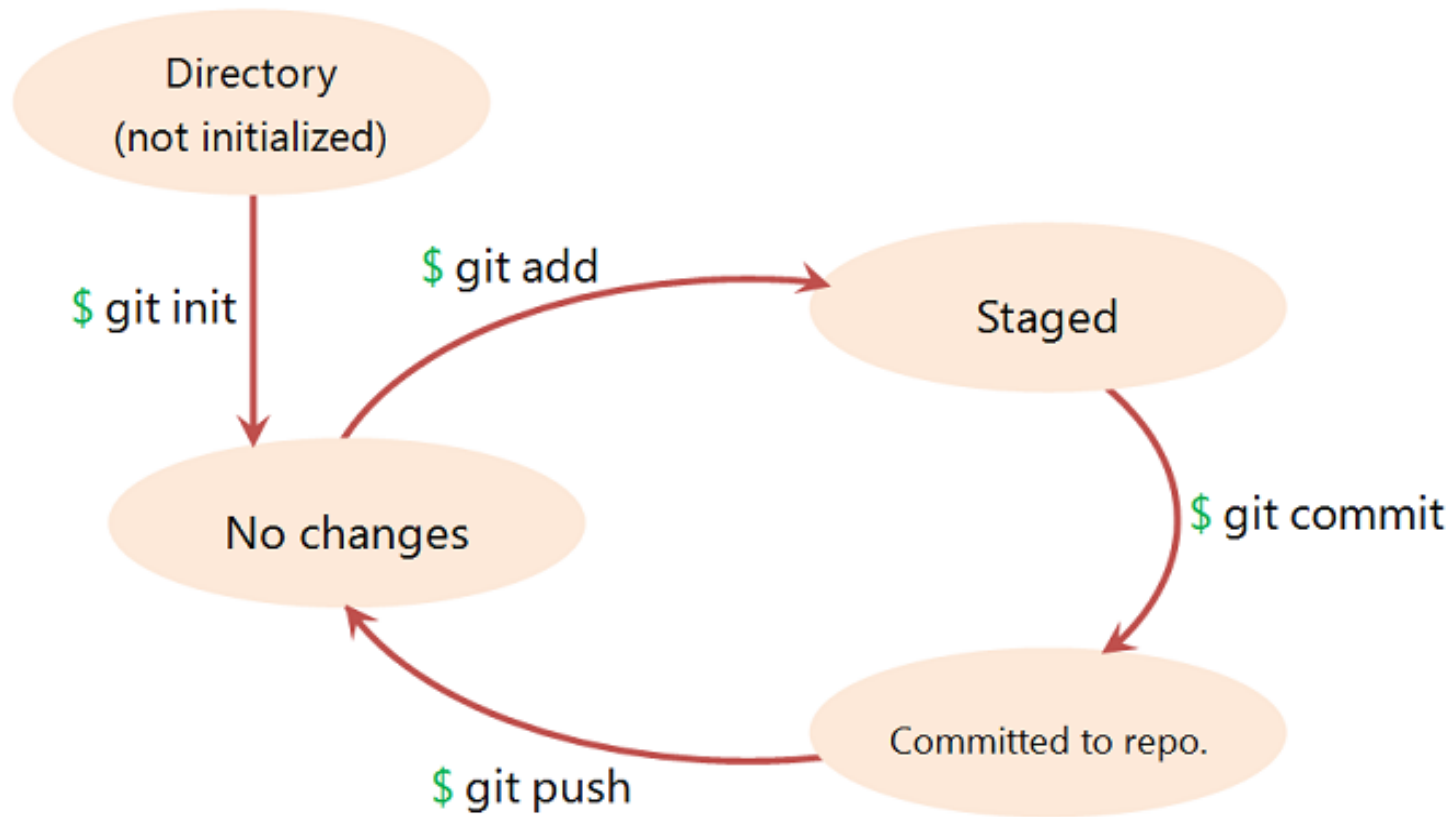 Directory
(not initialized)
$ git init
$ git add
Staged
No changes
$ git commit
Committed to repo.
$ git push